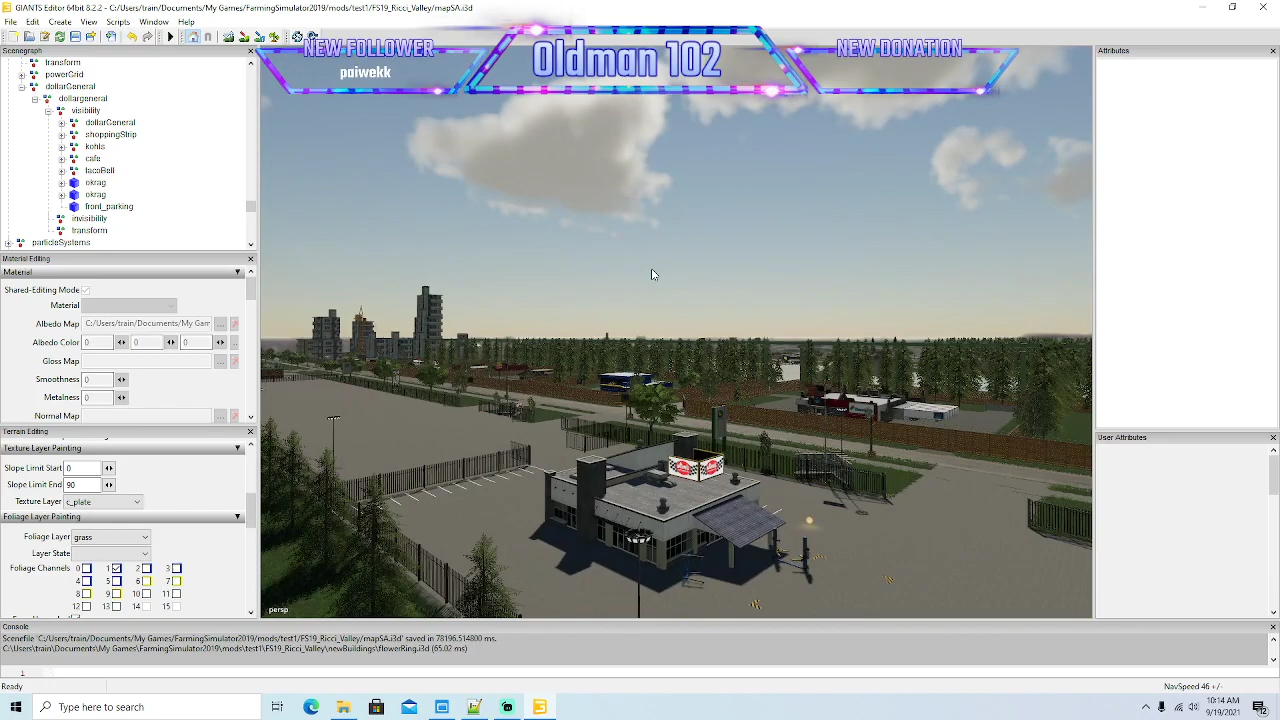 GIANTS Editor 64bit 8.2.2 - C:/Users/train/Documents/My Games/FarmingSimulator2019/mods/test1/FS19_Ricci_Valley/mapSA.i3d
File
Create
View
Scripts
Window
Help
NEW FOLLOWER
poiwekk
Oldman 102
NEW DONATION
Scenegraph
Attributes
transform
powerCord
buildings
buildingsright
deltaGeneral
shoppingStrip
kohls
cafe
tacoBell
okrag
front_parking
invisibility
transform
particleSystems
Material Editing
Material
Shared-Editing Mode
Material
Albedo Map C:/Users/train/Documents/My Gam ...
Albedo Color 0 0 0 ..
Gloss Map ...
Smoothness 0
Metalness 0
Normal Map ...
Terrain Editing
Texture Layer Painting
Slope Limit Start 0
Slope Limit End 90
Texture Layer c_plate
Foliage Layer Painting
Foliage Layer grass
Layer State
Foliage Channels 0 1 2 3
4 5 6 7
8 9 10 11
12 13 14 15
persp
User Attributes
Console
Scenefile 'C:/Users/train/Documents/My Games/FarmingSimulator2019/mods/test1/FS19_Ricci_Valley/mapSA.i3d' saved in 78196.514800 ms.
C:\Users\train\Documents\My Games\FarmingSimulator2019\mods\test1\FS19_Ricci_Valley\newBuildings\flowerRing.i3d (65.02 ms)
1
Ready
NavSpeed 46 +/-
Type here to search
10:14 AM
9/19/2021
2